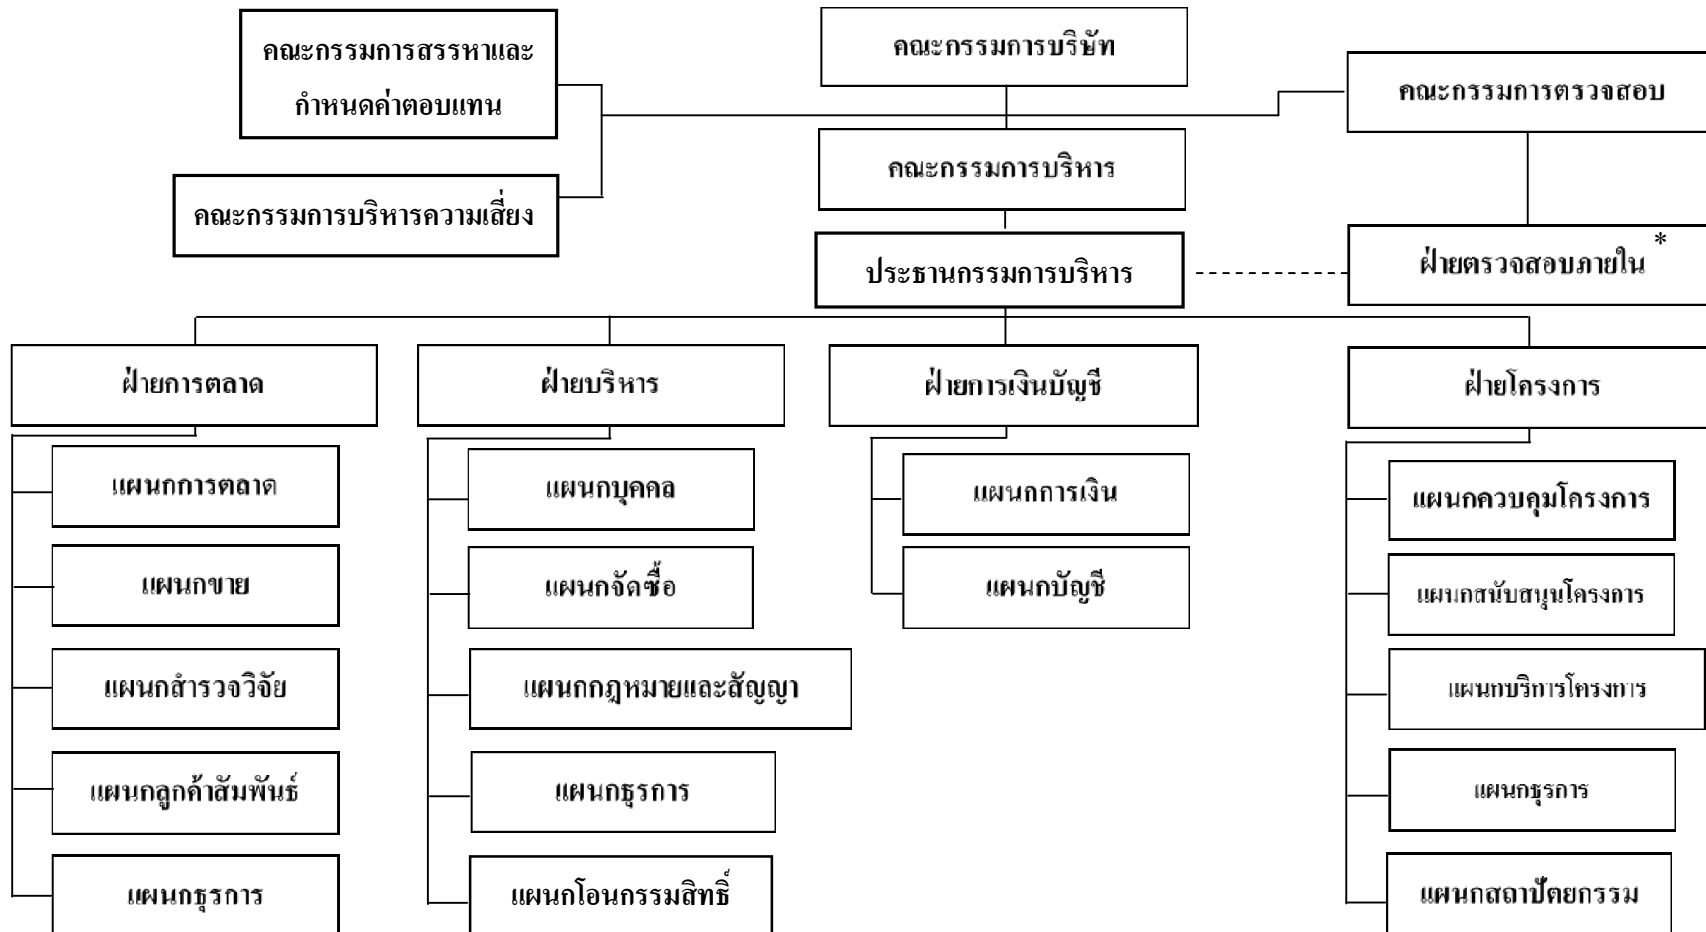 คณะกรรมการสรรหาและ
กำหนดค่าตอบแทน
คณะกรรมการบริษัท
คณะกรรมการตรวจสอบ
คณะกรรมการบริหาร
คณะกรรมการบริหารความเสี่ยง
ประธานกรรมการบริหาร
ฝ่ายตรวจสอบภายใน *
ฝ่ายการตลาด
แผนกการตลาด
แผนกขาย
แผนกสำรวจวิจัย
แผนกลูกค้าสัมพันธ์
แผนกธุรการ
ฝ่ายบริหาร
แผนกบุคคล
แผนกจัดซื้อ
แผนกกฎหมายและสัญญา
แผนกธุรการ
แผนกโอนกรรมสิทธิ์
ฝ่ายการเงินบัญชี
แผนกการเงิน
แผนกบัญชี
ฝ่ายโครงการ
แผนกควบคุมโครงการ
แผนกสนับสนุนโครงการ
แผนกบริการโครงการ
แผนกธุรการ
แผนกสถาปัตยกรรม